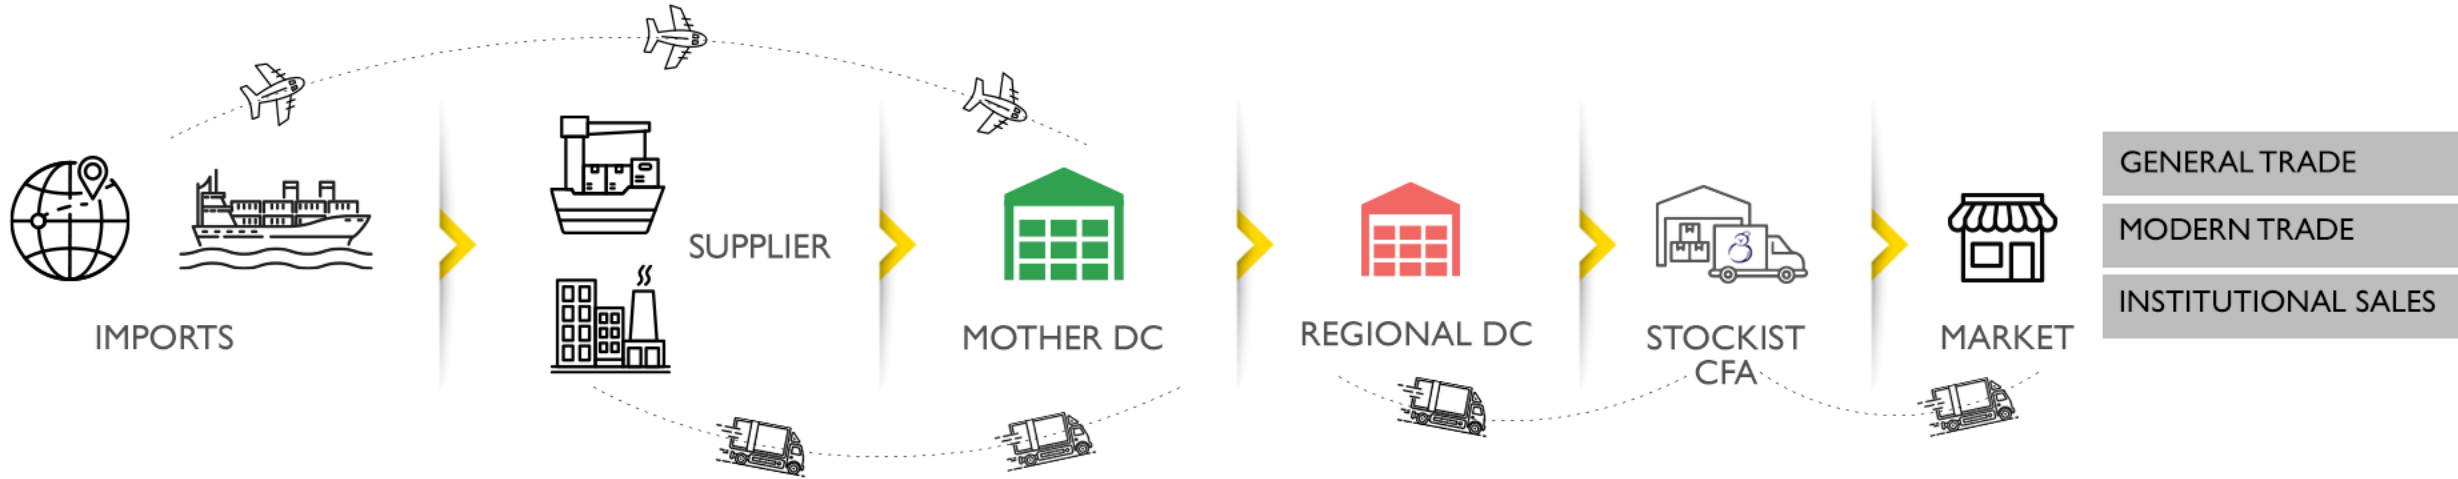 IMPORTS
SUPPLIER
MOTHER DC
REGIONAL DC
STOCKIST
CFA
MARKET
GENERAL TRADE
MODERN TRADE
INSTITUTIONAL SALES